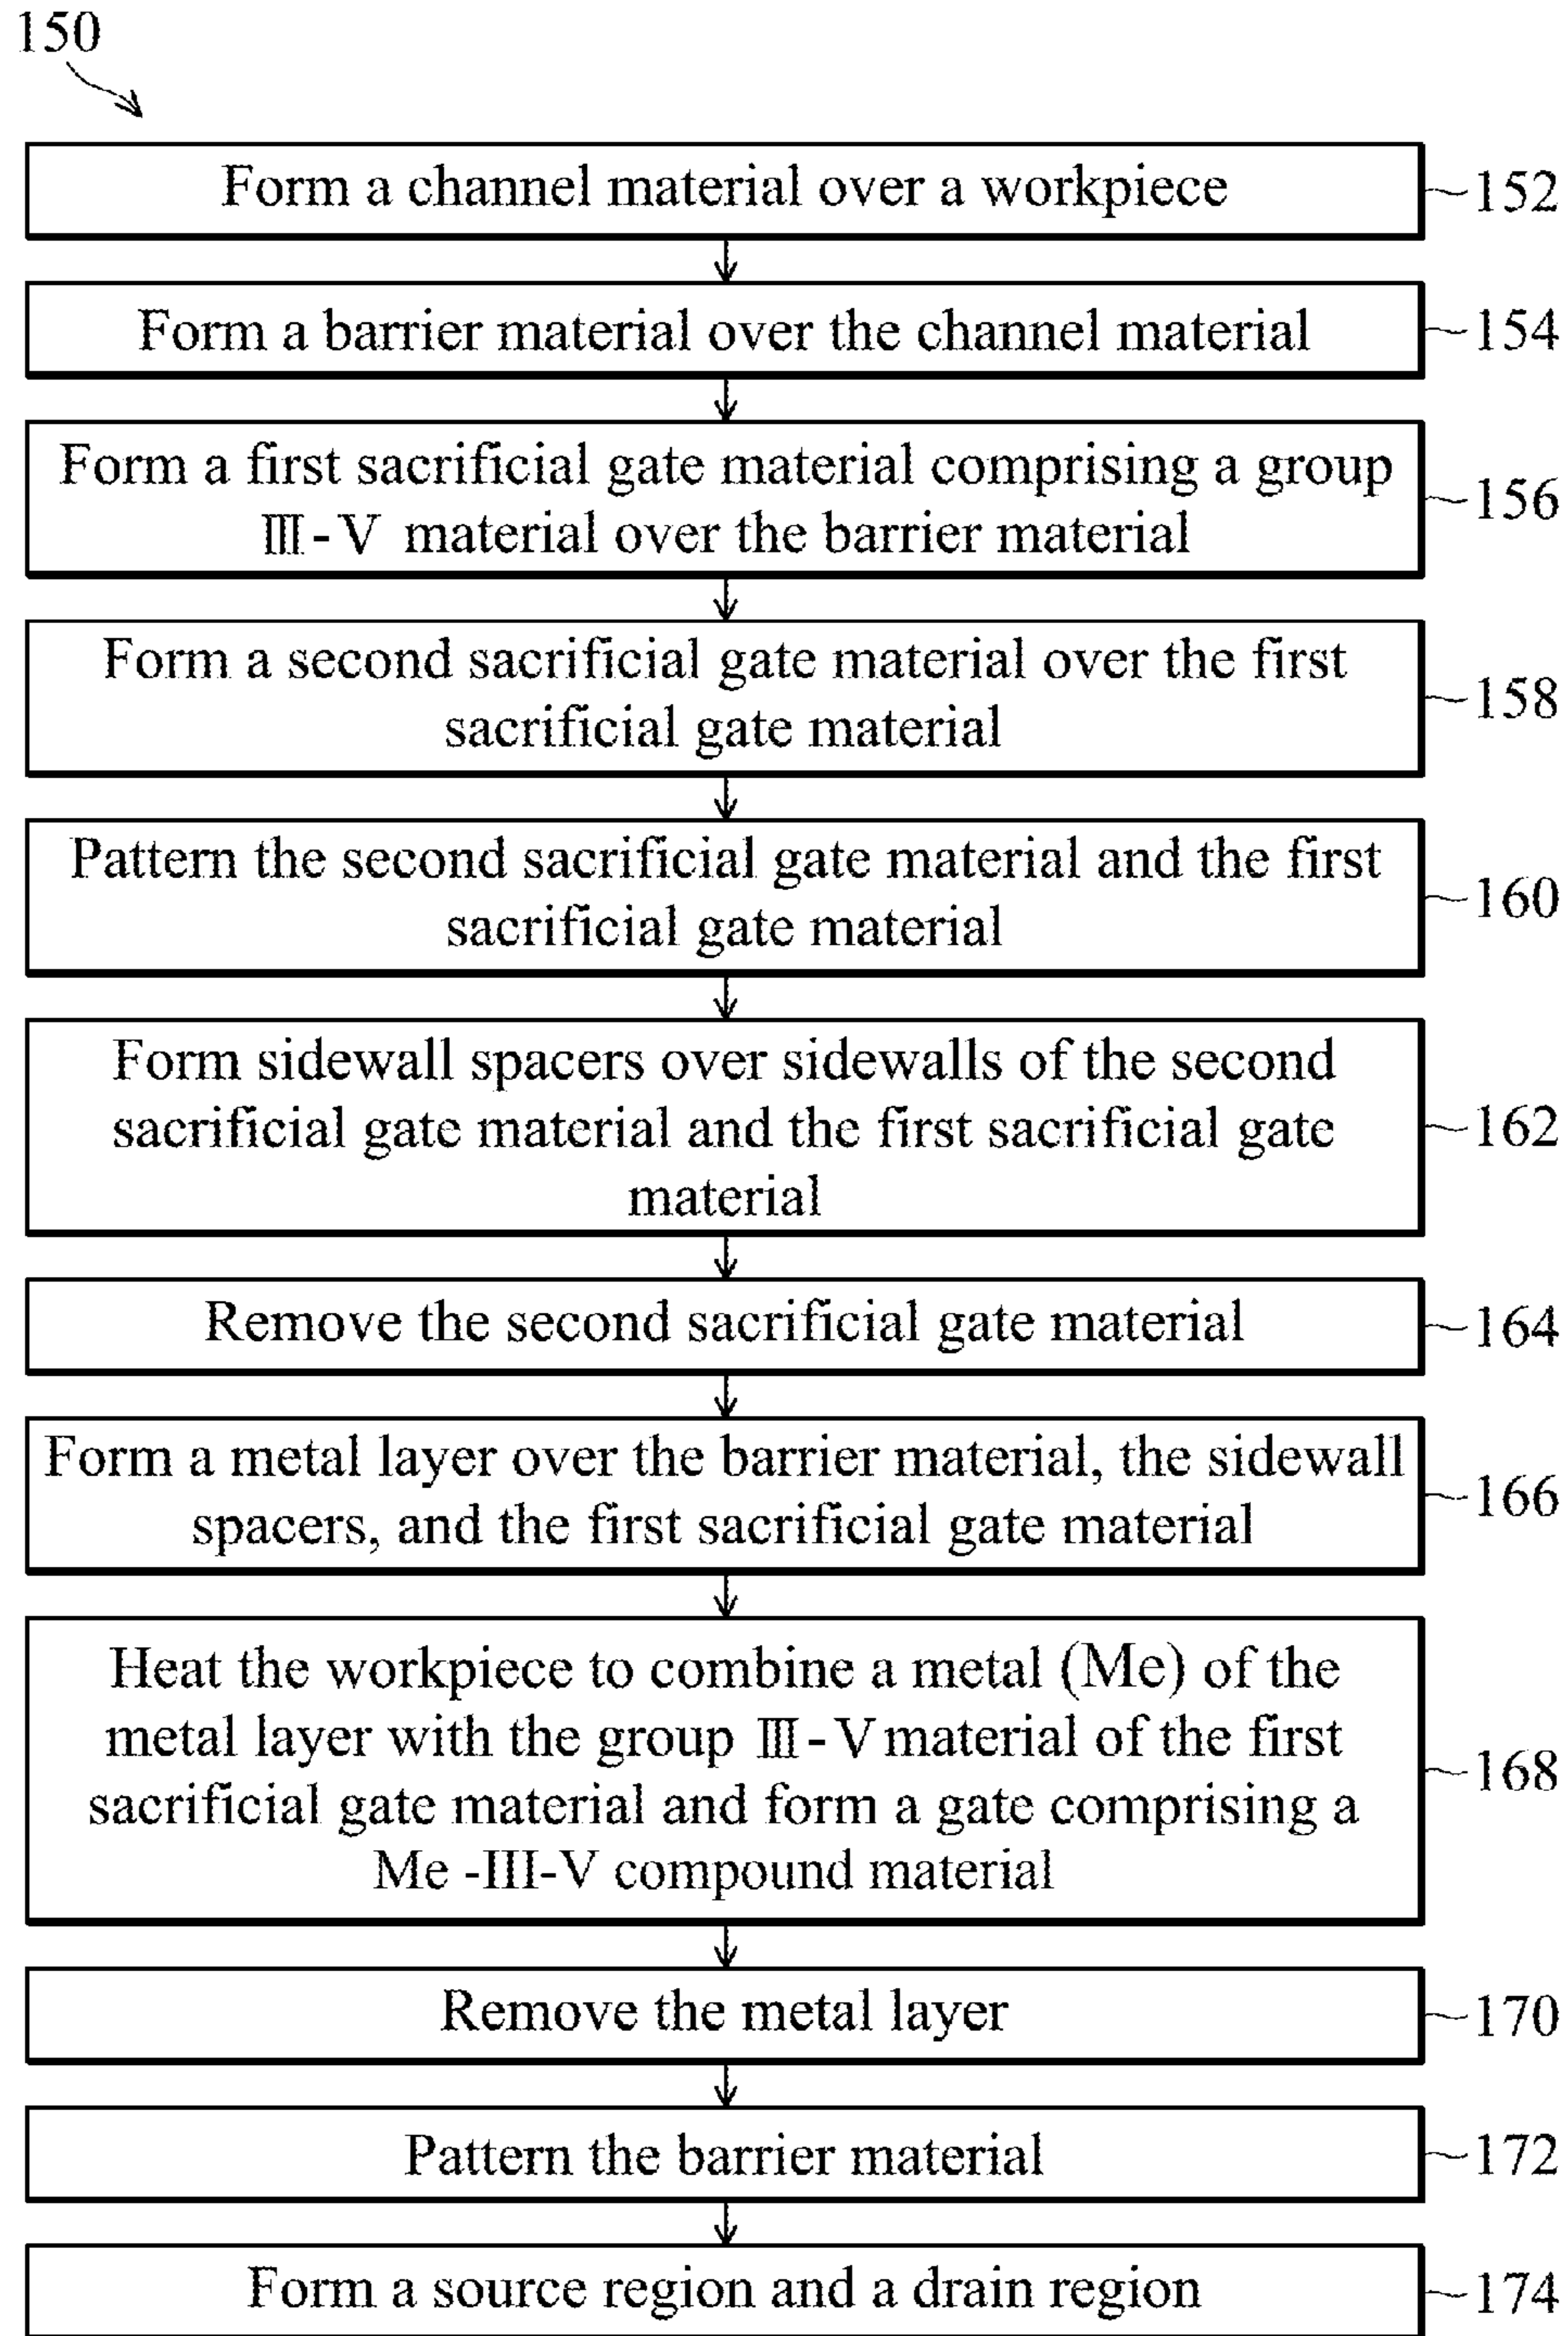 150
Form a channel material over a workpiece
152
Form a barrier material over the channel material
154
Form a first sacrificial gate material comprising a group
III-V material over the barrier material
156
Form a second sacrificial gate material over the first
sacrificial gate material
158
Pattern the second sacrificial gate material and the first
sacrificial gate material
160
Form sidewall spacers over sidewalls of the second
sacrificial gate material and the first sacrificial gate
material
162
Remove the second sacrificial gate material
164
Form a metal layer over the barrier material, the sidewall
spacers, and the first sacrificial gate material
166
Heat the workpiece to combine a metal (Me) of the
metal layer with the group III-V material of the first
sacrificial gate material and form a gate comprising a
Me -III-V compound material
168
Remove the metal layer
170
Pattern the barrier material
172
Form a source region and a drain region
174